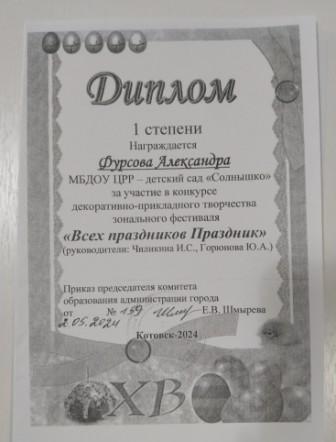 Диплом
1 степени
Награждается
Фурсова Александра
МБДОУ ЦРР – детский сад «Солнышко»
за участие в конкурсе
декоративно-прикладного творчества
зонального фестиваля
«Всех праздников Праздник»
(руководители: Чиликина И.С., Горюнова Ю.А.)
Приказ председателя комитета
образования администрации города
от № 159 Е.В. Шмырева
2.05.2024
Котовск-2024
ХВ